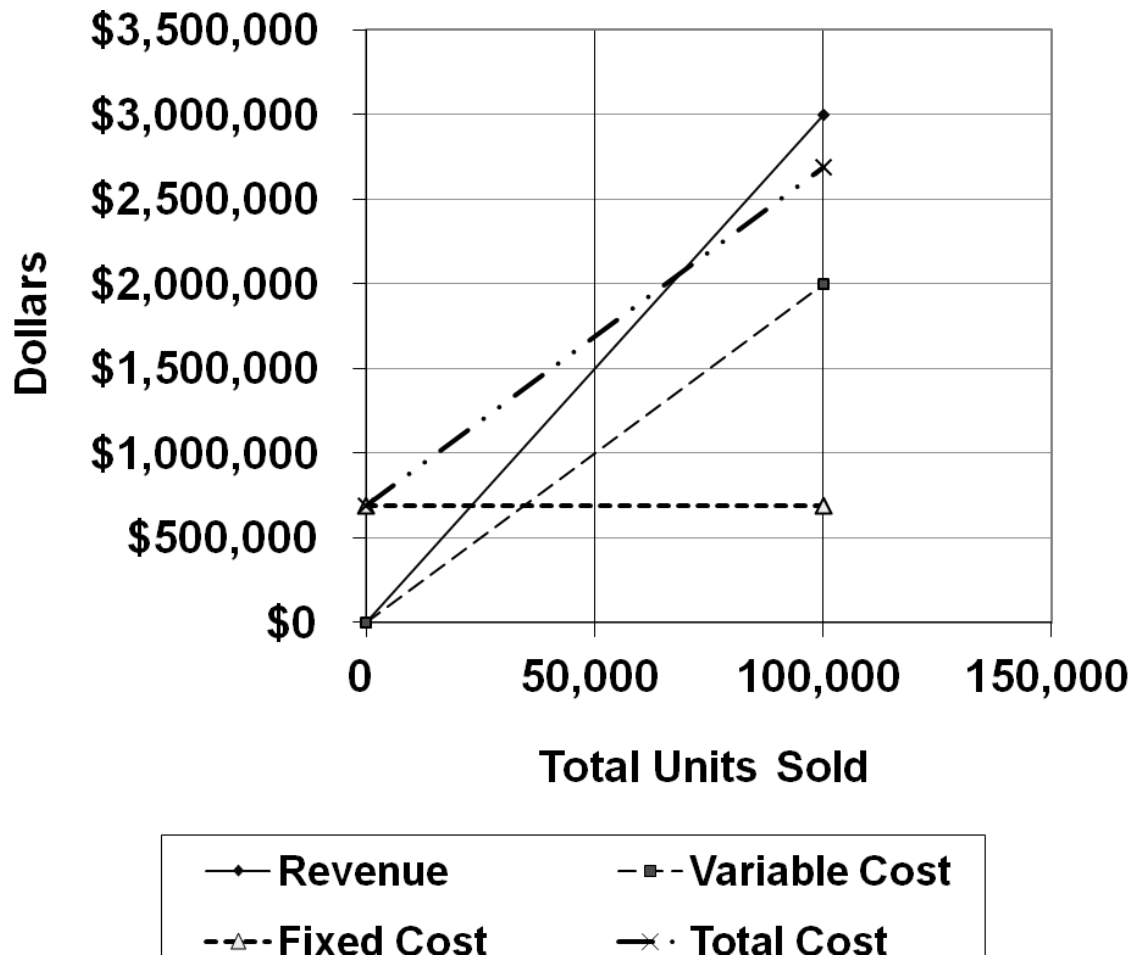 $3,500,000
$3,000,000
$2,500,000
$2,000,000
$1,500,000
$1,000,000
$500,000
$0
Dollars
0 50,000 100,000 150,000
Total Units Sold
Revenue Variable Cost
Fixed Cost Total Cost